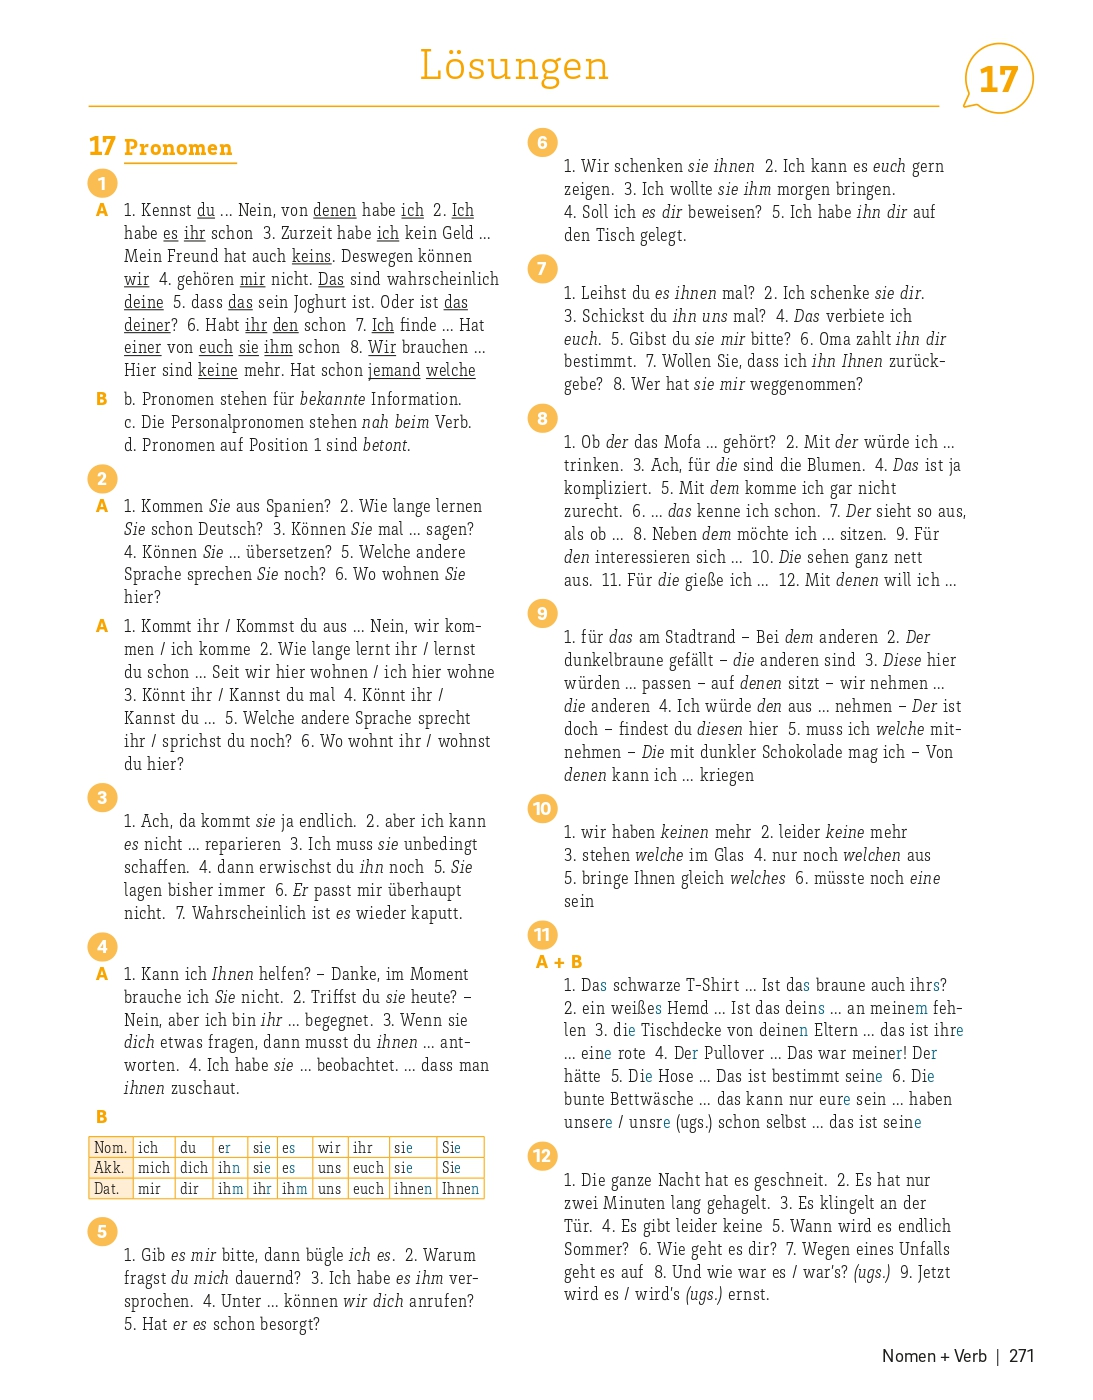 Lösungen
17
17 Pronomen
1
A 1. Kennst du ... Nein, von denen habe ich 2. Ich
habe es ihr schon 3. Zurzeit habe ich kein Geld ...
Mein Freund hat auch keins. Deswegen können
wir 4. gehören mir nicht. Das sind wahrscheinlich
deine 5. dass das sein Joghurt ist. Oder ist das
deiner? 6. Habt ihr den schon 7. Ich finde ... Hat
einer von euch sie ihm schon 8. Wir brauchen ...
Hier sind keine mehr. Hat schon jemand welche
B b. Pronomen stehen für bekannte Information.
c. Die Personalpronomen stehen nah beim Verb.
d. Pronomen auf Position 1 sind betont.
2
A 1. Kommen Sie aus Spanien? 2. Wie lange lernen
Sie schon Deutsch? 3. Können Sie mal ... sagen?
4. Können Sie ... übersetzen? 5. Welche andere
Sprache sprechen Sie noch? 6. Wo wohnen Sie
hier?
A 1. Kommt ihr / Kommst du aus ... Nein, wir kom-
men / ich komme 2. Wie lange lernt ihr / lernst
du schon ... Seit wir hier wohnen / ich hier wohne
3. Könnt ihr / Kannst du mal 4. Könnt ihr /
Kannst du ... 5. Welche andere Sprache sprecht
ihr / sprichst du noch? 6. Wo wohnt ihr / wohnst
du hier?
3
1. Ach, da kommt sie ja endlich. 2. aber ich kann
es nicht ... reparieren 3. Ich muss sie unbedingt
schaffen. 4. dann erwischst du ihn noch 5. Sie
lagen bisher immer 6. Er passt mir überhaupt
nicht. 7. Wahrscheinlich ist es wieder kaputt.
4
A 1. Kann ich Ihnen helfen? – Danke, im Moment
brauche ich Sie nicht. 2. Triffst du sie heute? –
Nein, aber ich bin ihr ... begegnet. 3. Wenn sie
dich etwas fragen, dann musst du ihnen ... ant-
worten. 4. Ich habe sie ... beobachtet. ... dass man
ihnen zuschaut.
B
Nom. ich du er sie es wir ihr sie Sie
Akk. mich dich ihn sie es uns euch sie Sie
Dat. mir dir ihm ihr ihm uns euch ihnen Ihnen
5
1. Gib es mir bitte, dann bügle ich es. 2. Warum
fragst du mich dauernd? 3. Ich habe es ihm ver-
sprochen. 4. Unter ... können wir dich anrufen?
5. Hat er es schon besorgt?
6
1. Wir schenken sie ihnen 2. Ich kann es euch gern
zeigen. 3. Ich wollte sie ihm morgen bringen.
4. Soll ich es dir beweisen? 5. Ich habe ihn dir auf
den Tisch gelegt.
7
1. Leihst du es ihnen mal? 2. Ich schenke sie dir.
3. Schickst du ihn uns mal? 4. Das verbiete ich
euch. 5. Gibst du sie mir bitte? 6. Oma zahlt ihn dir
bestimmt. 7. Wollen Sie, dass ich ihn Ihnen zurück-
gebe? 8. Wer hat sie mir weggenommen?
8
1. Ob der das Mofa ... gehört? 2. Mit der würde ich ...
trinken. 3. Ach, für die sind die Blumen. 4. Das ist ja
kompliziert. 5. Mit dem komme ich gar nicht
zurecht. 6. ... das kenne ich schon. 7. Der sieht so aus,
als ob ... 8. Neben dem möchte ich ... sitzen. 9. Für
den interessieren sich ... 10. Die sehen ganz nett
aus. 11. Für die gieße ich ... 12. Mit denen will ich ...
9
1. für das am Stadtrand – Bei dem anderen 2. Der
dunkelbraune gefällt – die anderen sind 3. Diese hier
würden ... passen – auf denen sitzt – wir nehmen ...
die anderen 4. Ich würde den aus ... nehmen – Der ist
doch – findest du diesen hier 5. muss ich welche mit-
nehmen – Die mit dunkler Schokolade mag ich – Von
denen kann ich ... kriegen
10
1. wir haben keinen mehr 2. leider keine mehr
3. stehen welche im Glas 4. nur noch welchen aus
5. bringe Ihnen gleich welches 6. müsste noch eine
sein
11
A + B
1. Das schwarze T-Shirt ... Ist das braune auch ihrs?
2. ein weißes Hemd ... Ist das deins ... an meinem feh-
len 3. die Tischdecke von deinen Eltern ... das ist ihre
... eine rote 4. Der Pullover ... Das war meiner! Der
hätte 5. Die Hose ... Das ist bestimmt seine 6. Die
bunte Bettwäsche ... das kann nur eure sein ... haben
unsere / unsre (ugs.) schon selbst ... das ist seine
12
1. Die ganze Nacht hat es geschneit. 2. Es hat nur
zwei Minuten lang gehagelt. 3. Es klingelt an der
Tür. 4. Es gibt leider keine 5. Wann wird es endlich
Sommer? 6. Wie geht es dir? 7. Wegen eines Unfalls
geht es auf 8. Und wie war es / war's? (ugs.) 9. Jetzt
wird es / wird's (ugs.) ernst.
Nomen + Verb | 271